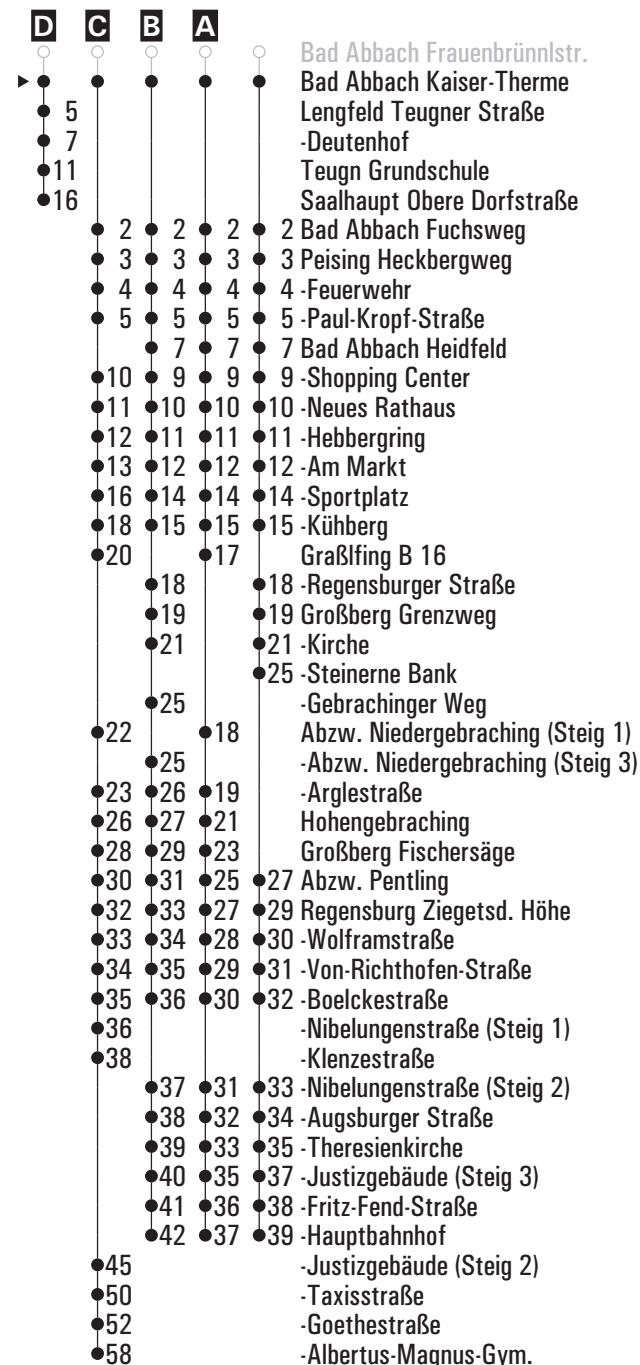 D C B A
Bad Abbach Frauenbrünnlstr.
Bad Abbach Kaiser-Therme
5 Lengfeld Teugner Straße
7 -Deutenhof
11 Teugn Grundschule
16 Saalhaupt Obere Dorfstraße
2 2 2 2 Bad Abbach Fuchsweg
3 3 3 3 Peising Heckbergweg
4 4 4 4 -Feuerwehr
5 5 5 5 -Paul-Kropf-Straße
7 7 7 Bad Abbach Heidfeld
10 9 9 9 -Shopping Center
11 10 10 10 -Neues Rathaus
12 11 11 11 -Hebbergring
13 12 12 12 -Am Markt
16 14 14 14 -Sportplatz
18 15 15 15 -Kühberg
20 17 Graßlfing B 16
18 18 -Regensburger Straße
19 19 Großberg Grenzweg
21 21 -Kirche
25 -Steinerne Bank
25 -Gebrachinger Weg
22 18 Abzw. Niedergebraching (Steig 1)
25 -Abzw. Niedergebraching (Steig 3)
23 26 19 -Arglestraße
26 27 21 Hohengebraching
28 29 23 Großberg Fischersäge
30 31 25 27 Abzw. Pentling
32 33 27 29 Regensburg Ziegetsd. Höhe
33 34 28 30 -Wolframstraße
34 35 29 31 -Von-Richthofen-Straße
35 36 30 32 -Boelckestraße
36 -Nibelungenstraße (Steig 1)
38 -Klenzestraße
37 31 33 -Nibelungenstraße (Steig 2)
38 32 34 -Augsburger Straße
39 33 35 -Theresienkirche
40 35 37 -Justizgebäude (Steig 3)
41 36 38 -Fritz-Fend-Straße
42 37 39 -Hauptbahnhof
45 -Justizgebäude (Steig 2)
50 -Taxisstraße
52 -Goethestraße
58 -Albertus-Magnus-Gym.